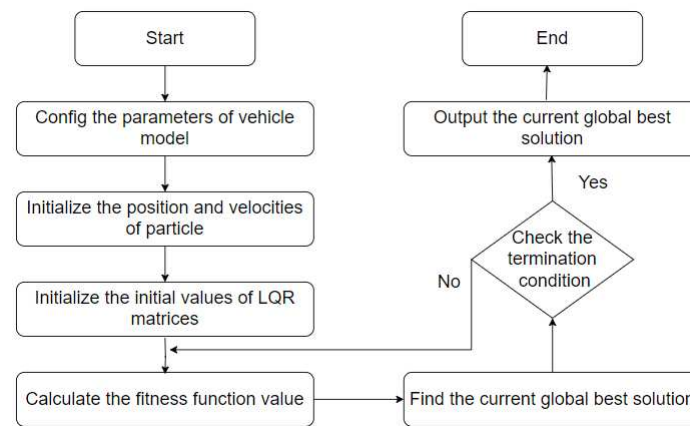 Start
Config the parameters of vehicle
model
Initialize the position and velocities
of particle
Initialize the initial values of LQR
matrices
Calculate the fitness function value
Find the current global best solution
Check the
termination
condition
No
Yes
Output the current global best
solution
End